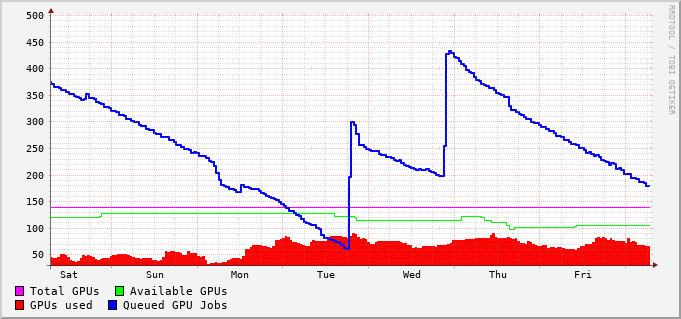 500
450
400
350
300
250
200
150
100
50
Sat Sun Mon Tue Wed Thu Fri
Total GPUs Available GPUs
GPUs used Queued GPU Jobs
RRDTOOL / TOBI OETIKER